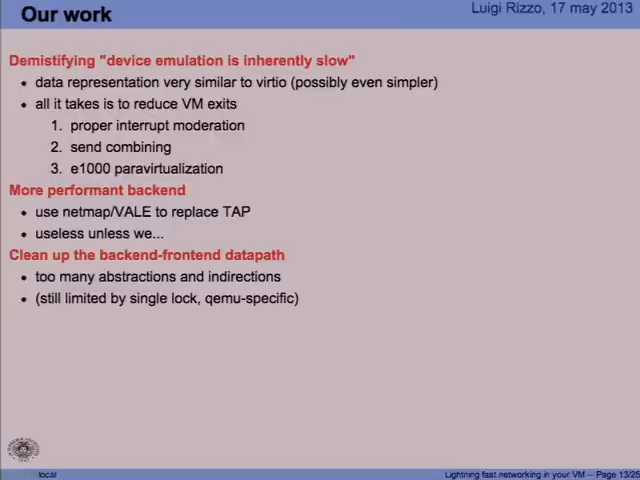 Our work
Luigi Rizzo, 17 may 2013
Demistifying "device emulation is inherently slow"
• data representation very similar to virtio (possibly even simpler)
• all it takes is to reduce VM exits
1. proper interrupt moderation
2. send combining
3. e1000 paravirtualization
More performant backend
• use netmap/VALE to replace TAP
• useless unless we...
Clean up the backend-frontend datapath
• too many abstractions and indirections
• (still limited by single lock, qemu-specific)
local
Lightning fast networking in your VM -- Page 13/25